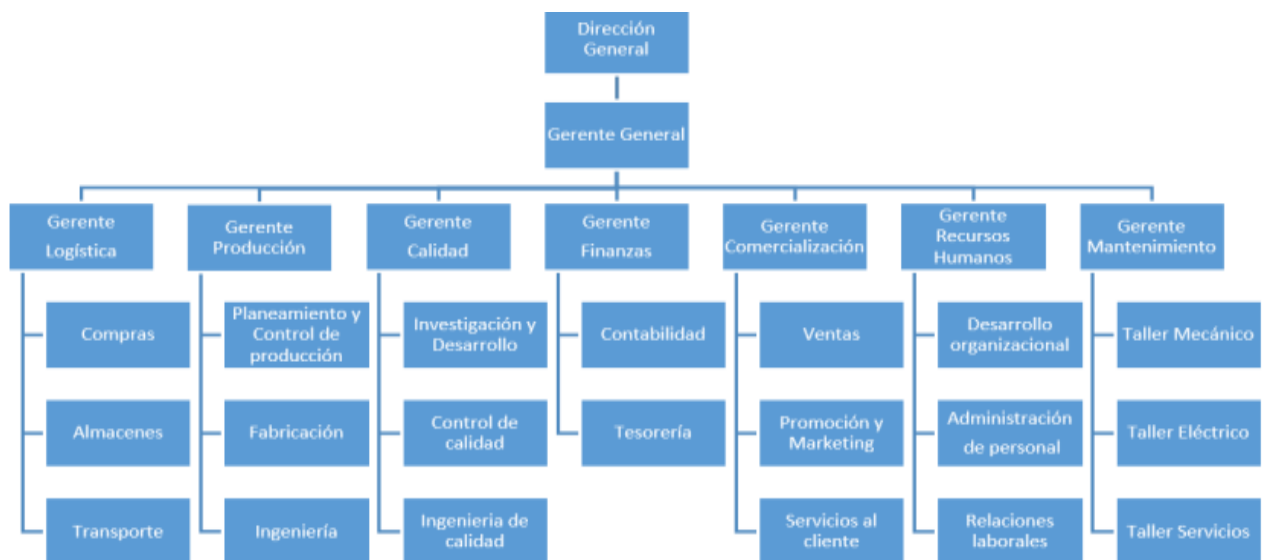 Dirección
General
Gerente General
Gerente
Logística
Gerente
Producción
Gerente
Calidad
Gerente
Finanzas
Gerente
Comercialización
Gerente
Recursos
Humanos
Gerente
Mantenimiento
Compras
Planeamiento y
Control de
producción
Investigación y
Desarrollo
Contabilidad
Ventas
Desarrollo
organizacional
Taller Mecánico
Almacenes
Fabricación
Control de
calidad
Tesorería
Promoción y
Marketing
Administración
de personal
Taller Eléctrico
Transporte
Ingeniería
Ingenieria de
calidad
Servicios al
cliente
Relaciones
laborales
Taller Servicios